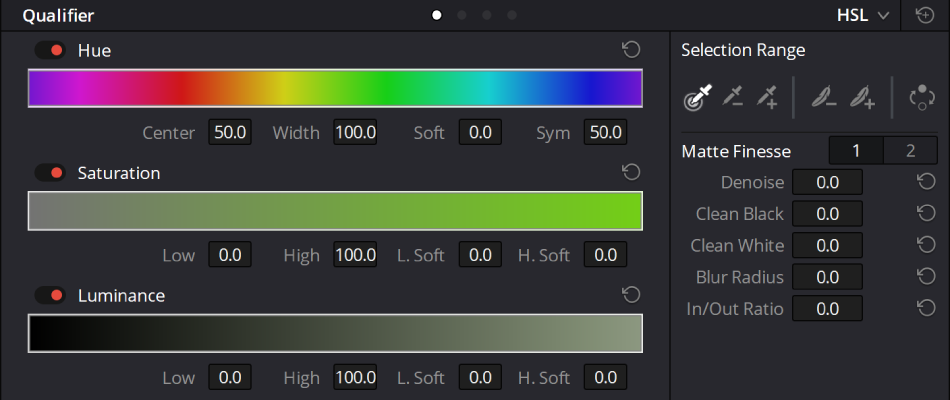 Qualifier
HSL
Hue
Center 50.0 Width 100.0 Soft 0.0 Sym 50.0
Saturation
Low 0.0 High 100.0 L. Soft 0.0 H. Soft 0.0
Luminance
Low 0.0 High 100.0 L. Soft 0.0 H. Soft 0.0
Selection Range
Matte Finesse 1 2
Denoise 0.0
Clean Black 0.0
Clean White 0.0
Blur Radius 0.0
In/Out Ratio 0.0